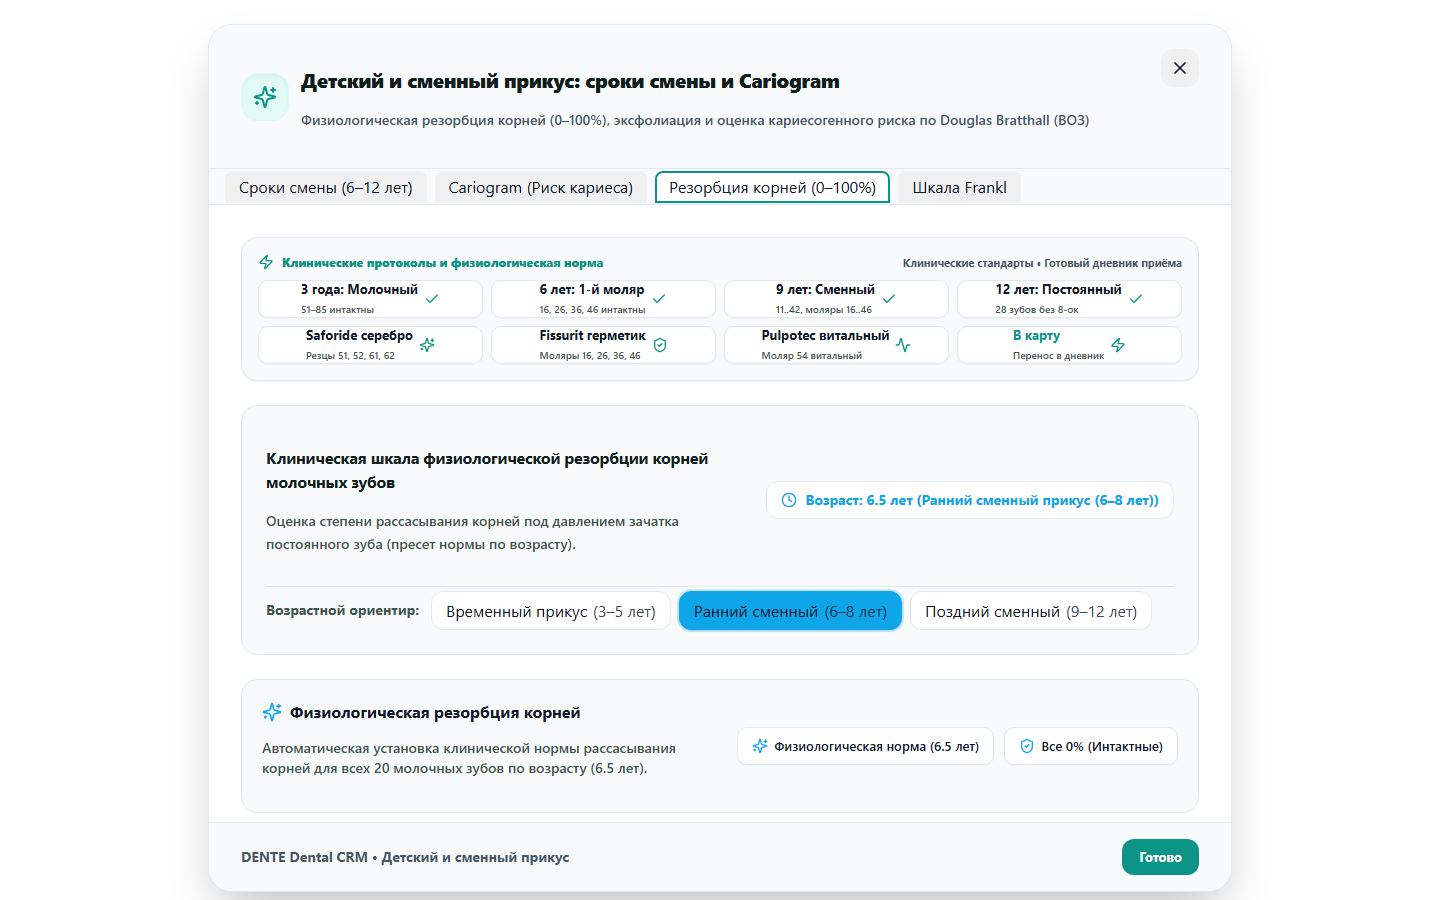 Детский и сменный прикус: сроки смены и Cariogram
Физиологическая резорбция корней (0–100%), эксфолиация и оценка кариесогенного риска по Douglas Bratthall (ВОЗ)
Сроки смены (6–12 лет)
Cariogram (Риск кариеса)
Резорбция корней (0–100%)
Шкала Frankl
Клинические протоколы и физиологическая норма
Клинические стандарты • Готовый дневник приёма
3 года: Молочный
51–85 интактны
6 лет: 1-й моляр
16, 26, 36, 46 интактны
9 лет: Сменный
11..42, моляры 16..46
12 лет: Постоянный
28 зубов без 8-ок
Saforide серебро
Резцы 51, 52, 61, 62
Fissurit герметик
Моляры 16, 26, 36, 46
Pulpotec витальный
Моляр 54 витальный
В карту
Перенос в дневник
Клиническая шкала физиологической резорбции корней
молочных зубов
Оценка степени рассасывания корней под давлением зачатка
постоянного зуба (пресет нормы по возрасту).
Возраст: 6.5 лет (Ранний сменный прикус (6–8 лет))
Возрастной ориентир:
Временный прикус (3–5 лет)
Ранний сменный (6–8 лет)
Поздний сменный (9–12 лет)
Физиологическая резорбция корней
Автоматическая установка клинической нормы рассасывания
корней для всех 20 молочных зубов по возрасту (6.5 лет).
Физиологическая норма (6.5 лет)
Все 0% (Интактные)
DENTE Dental CRM • Детский и сменный прикус
Готово